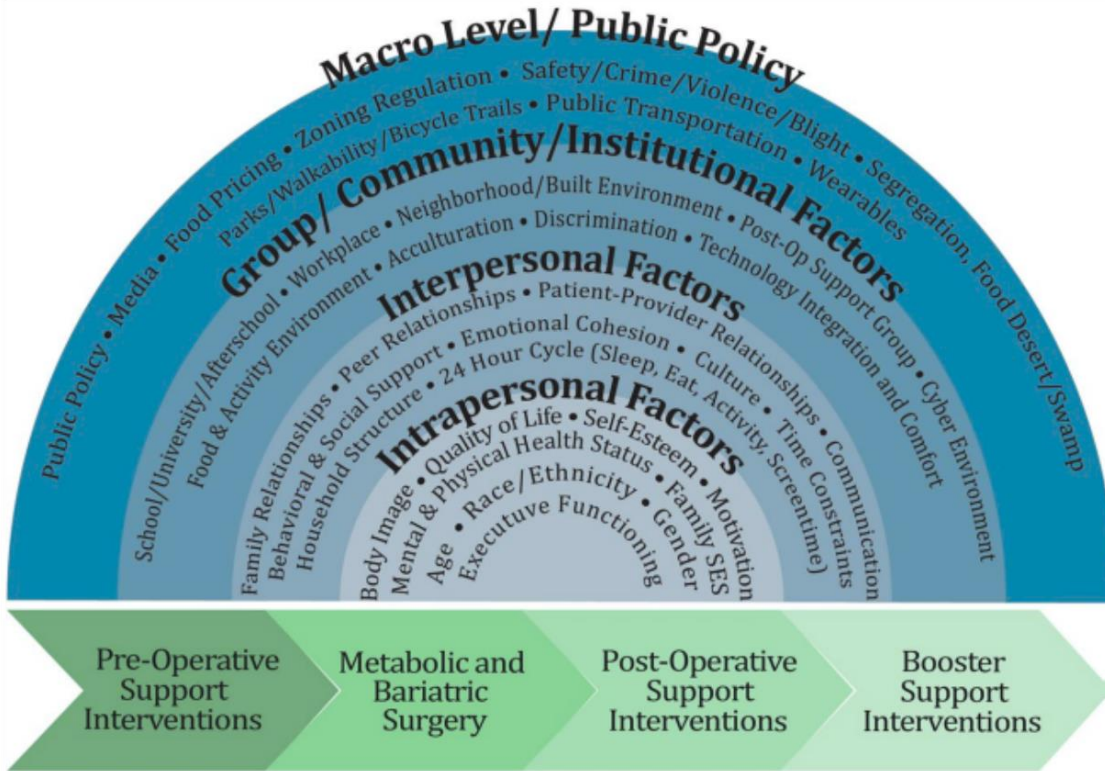 Macro Level/ Public Policy
Public Policy • Media • Food Pricing • Zoning Regulation • Safety/Crime/Violence/Blight • Segregation, Food Desert/Swamp
Parks/Walkability/Bicycle Trails • Public Transportation • Wearables
Group/ Community/Institutional Factors
School/University/Afterschool • Workplace • Neighborhood/Built Environment • Post-Op Support Group • Cyber Environment
Food & Activity Environment • Acculturation • Discrimination • Technology Integration and Comfort
Interpersonal Factors
Family Relationships • Peer Relationships • Patient-Provider Relationships • Communication
Behavioral & Social Support • Emotional Cohesion • Culture • Time Constraints
Household Structure • 24 Hour Cycle (Sleep, Eat, Activity, Screentime)
Intrapersonal Factors
Body Image • Quality of Life • Self-Esteem • Motivation
Mental & Physical Health Status • Family SES
Age • Race/Ethnicity • Gender
Executuve Functioning
Pre-Operative
Support
Interventions
Metabolic and
Bariatric
Surgery
Post-Operative
Support
Interventions
Booster
Support
Interventions